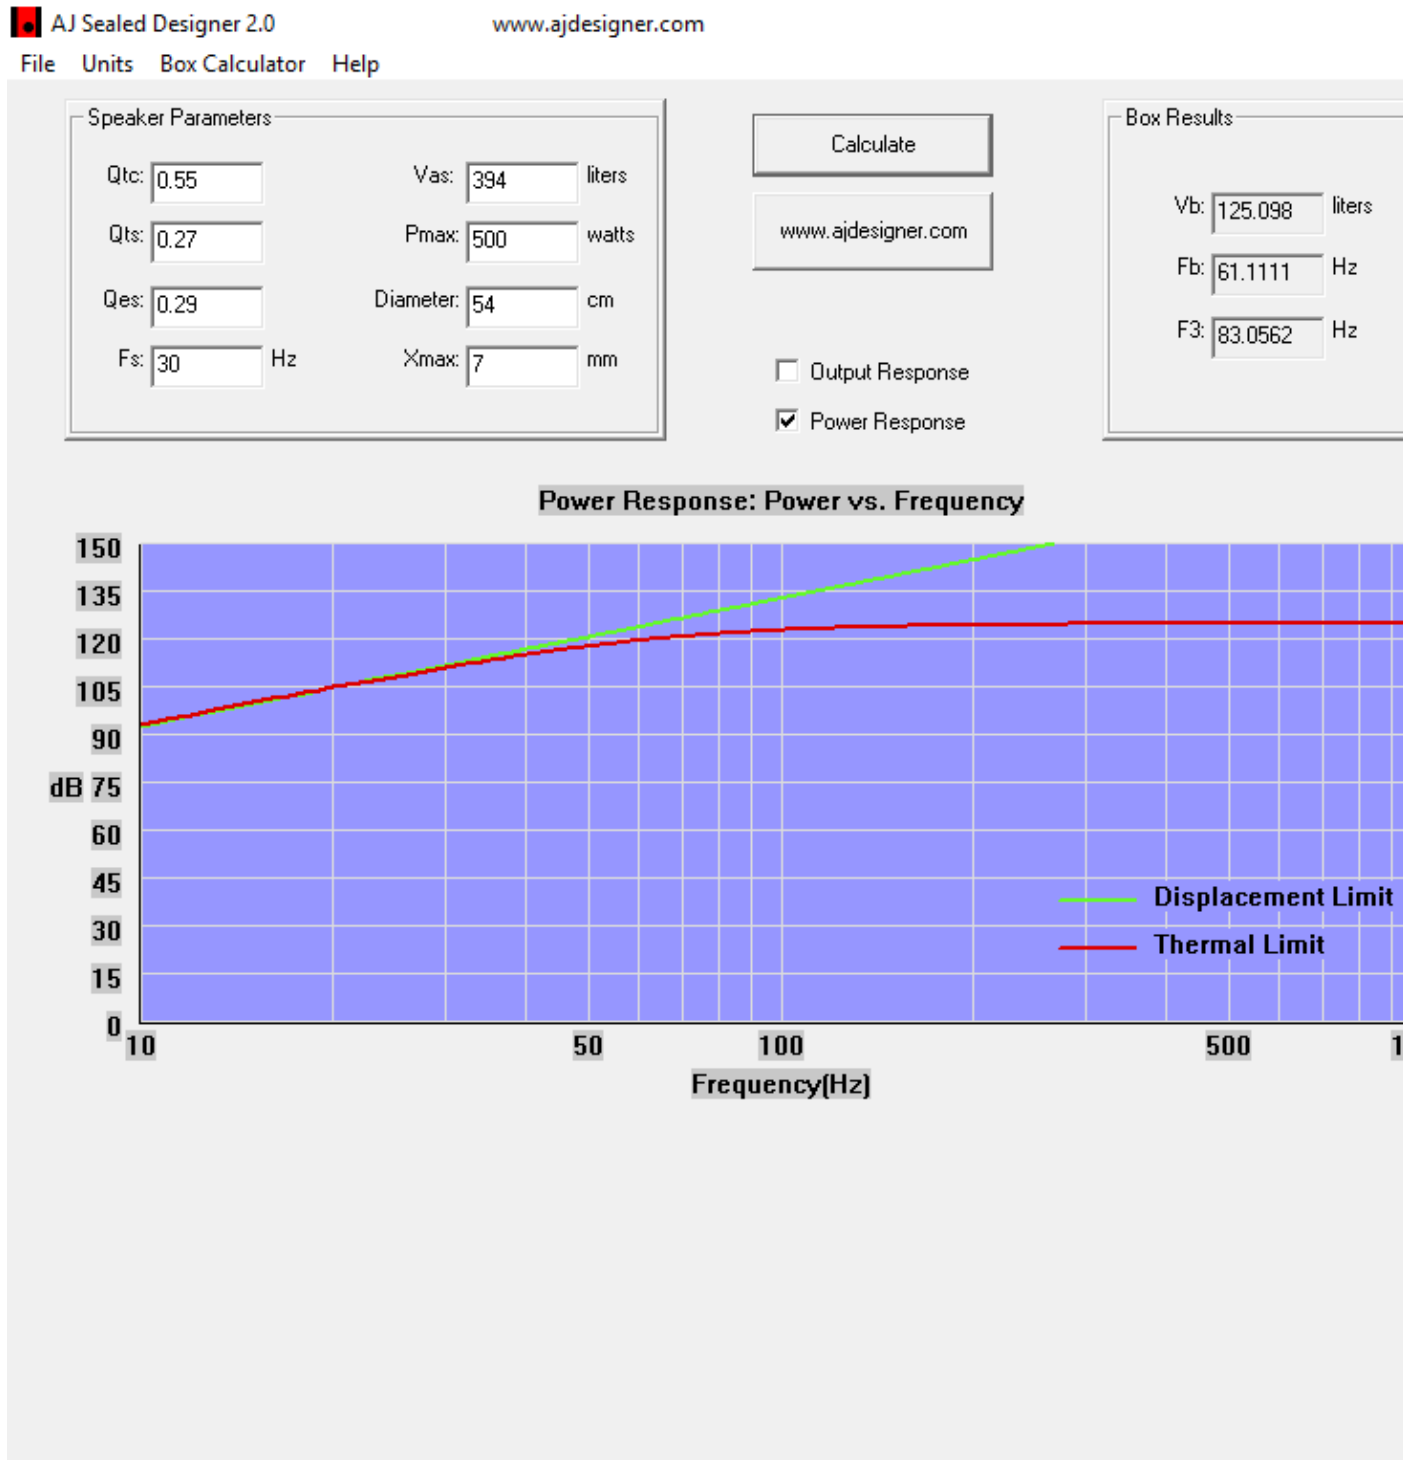 AJ Sealed Designer 2.0 www.ajdesigner.com
File Units Box Calculator Help
Speaker Parameters
Qtc: 0.55 Vas: 394 liters
Qts: 0.27 Pmax: 500 watts
Qes: 0.29 Diameter: 54 cm
Fs: 30 Hz Xmax: 7 mm
Calculate
www.ajdesigner.com
Output Response
Power Response
Box Results
Vb: 125.098 liters
Fb: 61.1111 Hz
F3: 83.0562 Hz
Power Response: Power vs. Frequency
150
135
120
105
90
dB 75
60
45
30
15
0
Displacement Limit
Thermal Limit
10 50 100 500 1
Frequency(Hz)